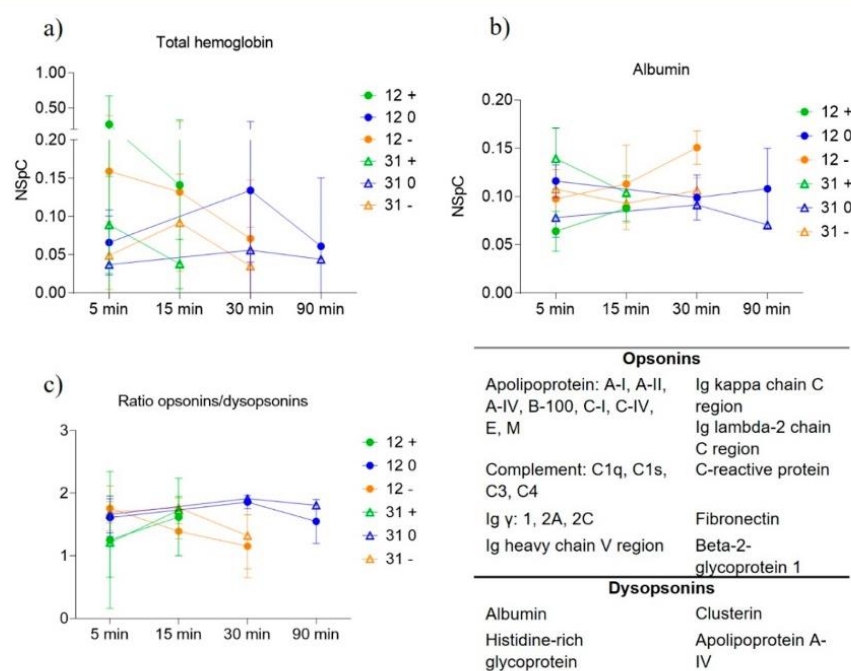 a)
Total hemoglobin
1.00
0.50
0.20
0.15
0.10
0.05
0.00
NSpC
5 min 15 min 30 min 90 min
12 +
12 0
12 -
31 +
31 0
31 -
b)
Albumin
0.20
0.15
0.10
0.05
0.00
NSpC
5 min 15 min 30 min 90 min
12 +
12 0
12 -
31 +
31 0
31 -
c)
Ratio opsonins/dysopsonins
3
2
1
0
5 min 15 min 30 min 90 min
12 +
12 0
12 -
31 +
31 0
31 -
Opsonins
Apolipoprotein: A-I, A-II,
A-IV, B-100, C-I, C-IV,
E, M
Ig kappa chain C
region
Ig lambda-2 chain
C region
Complement: C1q, C1s,
C3, C4
C-reactive protein
Ig γ: 1, 2A, 2C
Fibronectin
Ig heavy chain V region
Beta-2-
glycoprotein 1
Dysopsonins
Albumin
Clusterin
Histidine-rich
glycoprotein
Apolipoprotein A-
IV